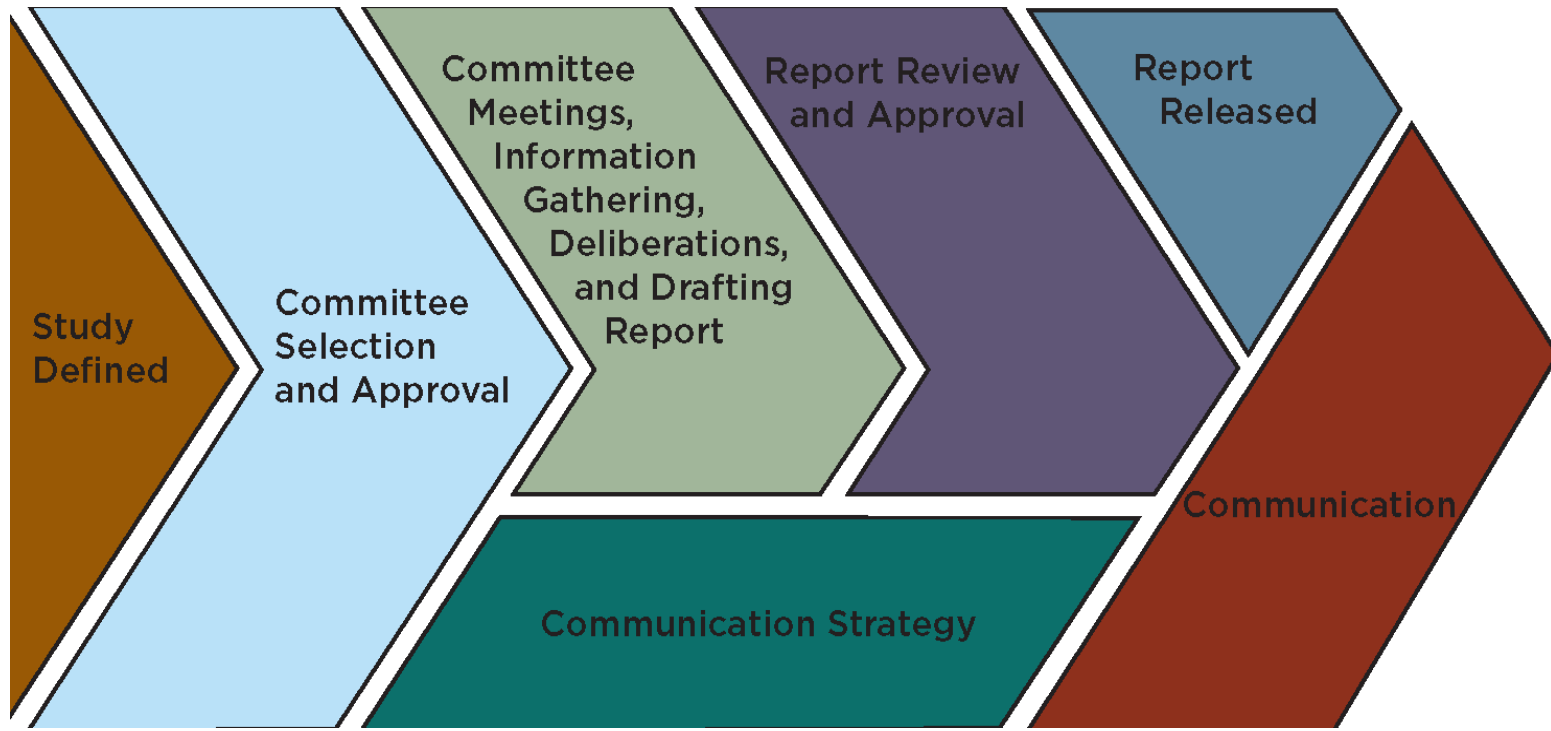 Study
Defined
Committee
Selection
and Approval
Committee
Meetings,
Information
Gathering,
Deliberations,
and Drafting
Report
Report Review
and Approval
Report
Released
Communication Strategy
Communication